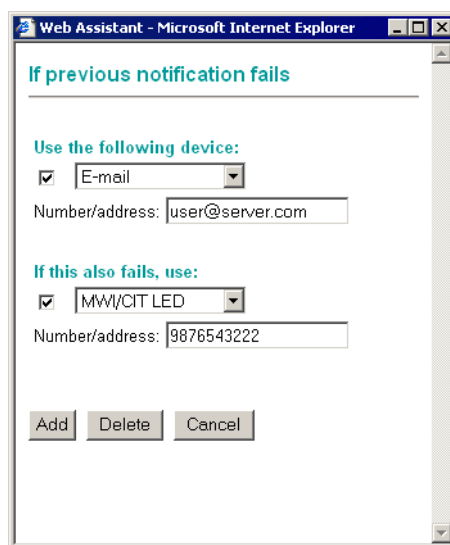 Web Assistant - Microsoft Internet Explorer
If previous notification fails
Use the following device:
E-mail
Number/address: user@server.com
If this also fails, use:
MWI/CIT LED
Number/address: 9876543222
Add Delete Cancel